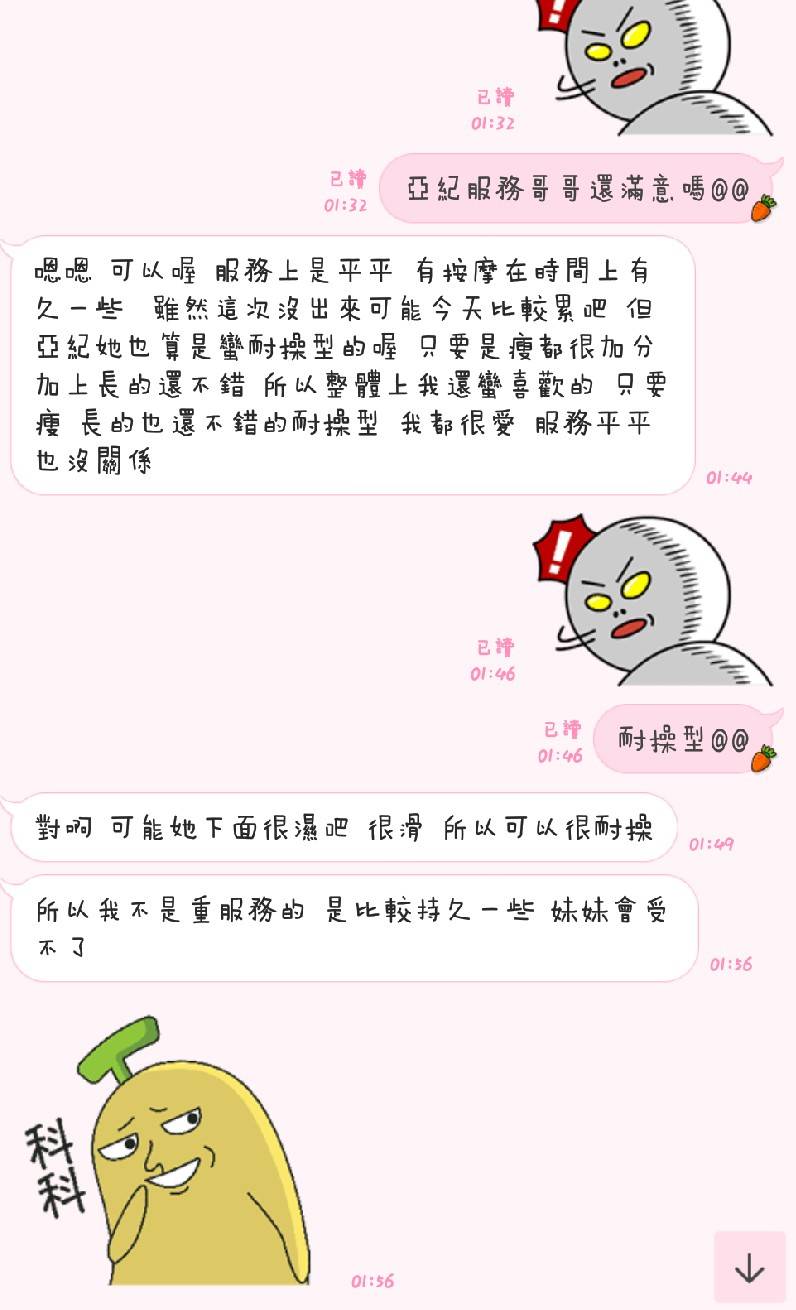 已讀
01:32
已讀
01:32
亞紀服務哥哥還滿意嗎@@
嗯嗯 可以喔 服務上是平平 有按摩在時間上有
久一些 雖然這次沒出來可能今天比較累吧 但
亞紀她也算是蠻耐操型的喔 只要是瘦都很加分
加上長的還不錯 所以整體上我還蠻喜歡的 只要
瘦 長的也還不錯的耐操型 我都很愛 服務平平
也沒關係
01:44
已讀
01:46
已讀
01:46
耐操型@@
對啊 可能她下面很濕吧 很滑 所以可以很耐操
01:49
所以我不是重服務的 是比較持久一些 妹妹會受
不了
01:56
科科
01:56